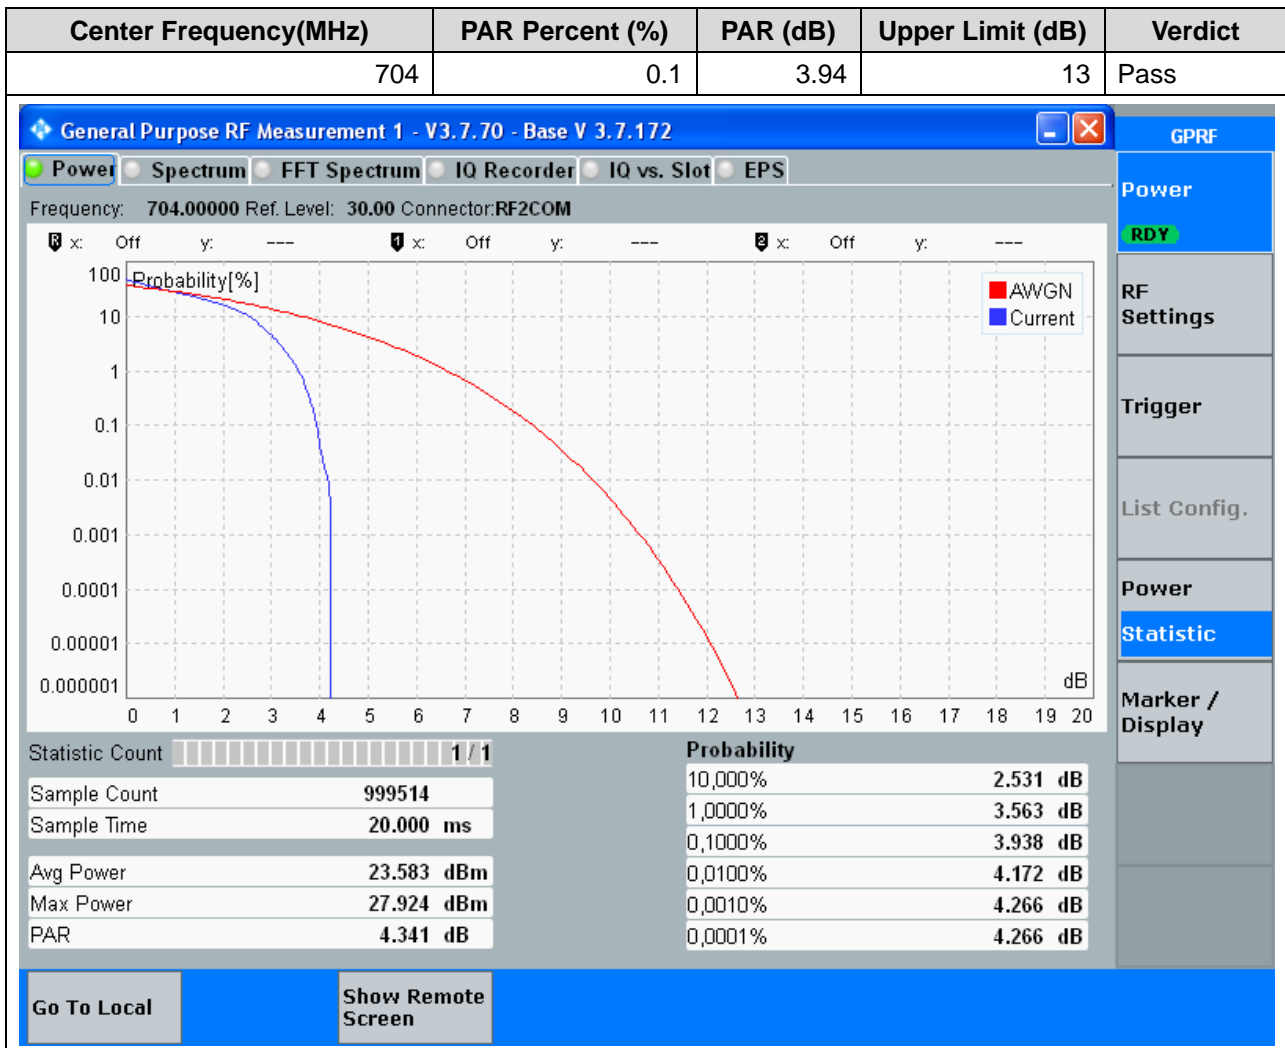 Center Frequency(MHz) PAR Percent (%) PAR (dB) Upper Limit (dB) Verdict
704 0.1 3.94 13 Pass
General Purpose RF Measurement 1 - V3.7.70 - Base V 3.7.172
GPRF
Power Spectrum FFT Spectrum IQ Recorder IQ vs. Slot EPS
Power
RDY
Frequency: 704.00000 Ref. Level: 30.00 Connector:RF2COM
R x: Off y: --- 1 x: Off y: --- 2 x: Off y: ---
Probability[%]
AWGN
Current
100
10
1
0.1
0.01
0.001
0.0001
0.00001
0.000001
dB
0 1 2 3 4 5 6 7 8 9 10 11 12 13 14 15 16 17 18 19 20
RF
Settings
Trigger
List Config.
Power
Statistic
Marker /
Display
Statistic Count 1 / 1
Sample Count 999514
Sample Time 20.000 ms
Avg Power 23.583 dBm
Max Power 27.924 dBm
PAR 4.341 dB
Probability
10,000% 2.531 dB
1,0000% 3.563 dB
0,1000% 3.938 dB
0,0100% 4.172 dB
0,0010% 4.266 dB
0,0001% 4.266 dB
Go To Local
Show Remote
Screen